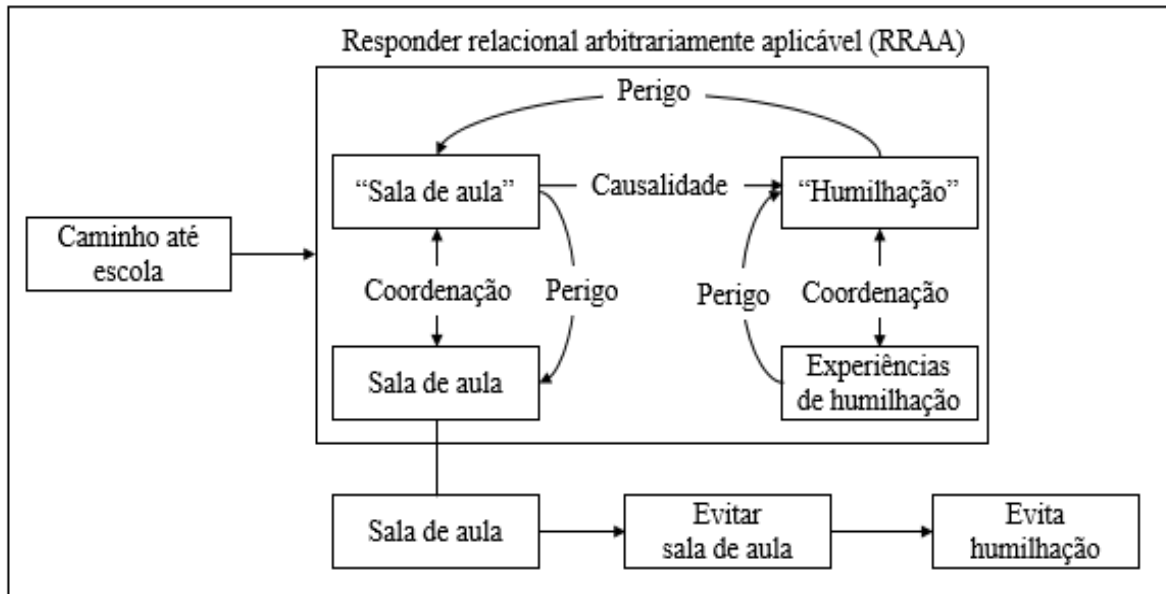 Responder relacional arbitrariamente aplicável (RRAA)
Perigo
“Sala de aula”
Causalidade
“Humilhação”
Caminho até
escola
Coordenação
Perigo
Perigo
Coordenação
Sala de aula
Experiências
de humilhação
Sala de aula
Evitar
sala de aula
Evita
humilhação